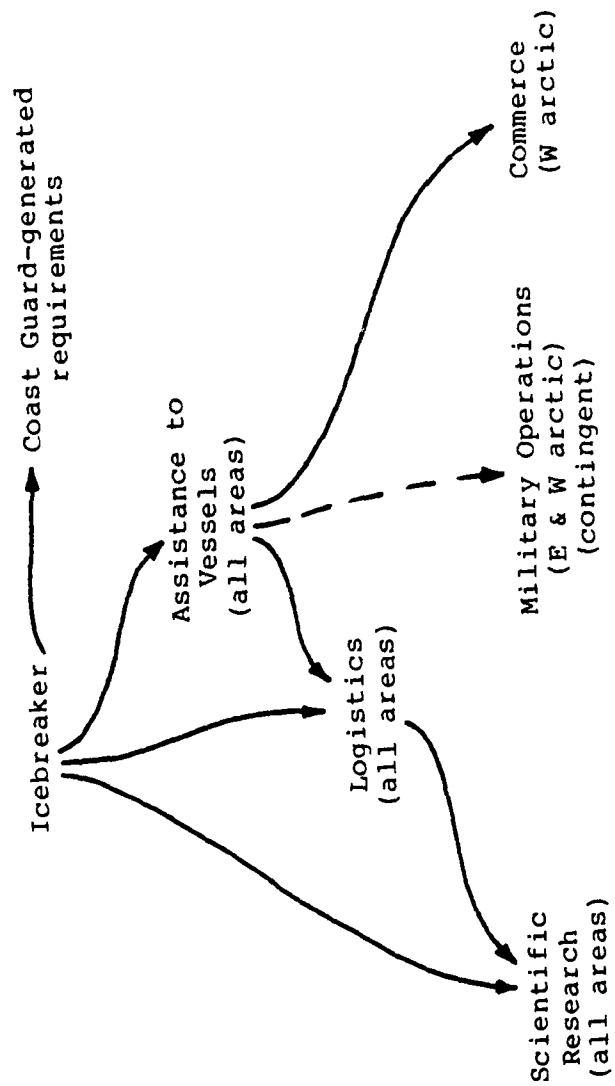 Icebreaker
Coast Guard-generated
requirements
Assistance to
Vessels
(all areas)
Logistics
(all areas)
Scientific
Research
(all areas)
Military Operations
(E & W arctic)
(contingent)
Commerce
(W arctic)